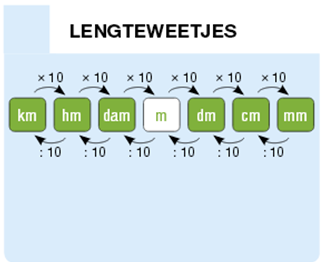 LENGTEWEETJES
× 10 × 10 × 10 × 10 × 10 × 10
km hm dam m dm cm mm
: 10 : 10 : 10 : 10 : 10 : 10